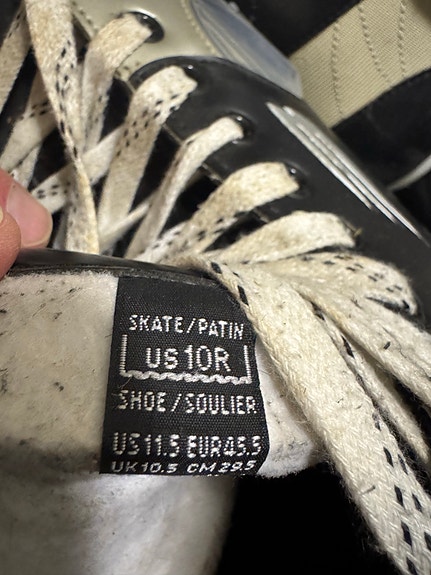 SKATE/PATIN
US 10R
SHOE/SOULIER
US 11.5 EUR 45.5
UK 10.5 CM 29.5